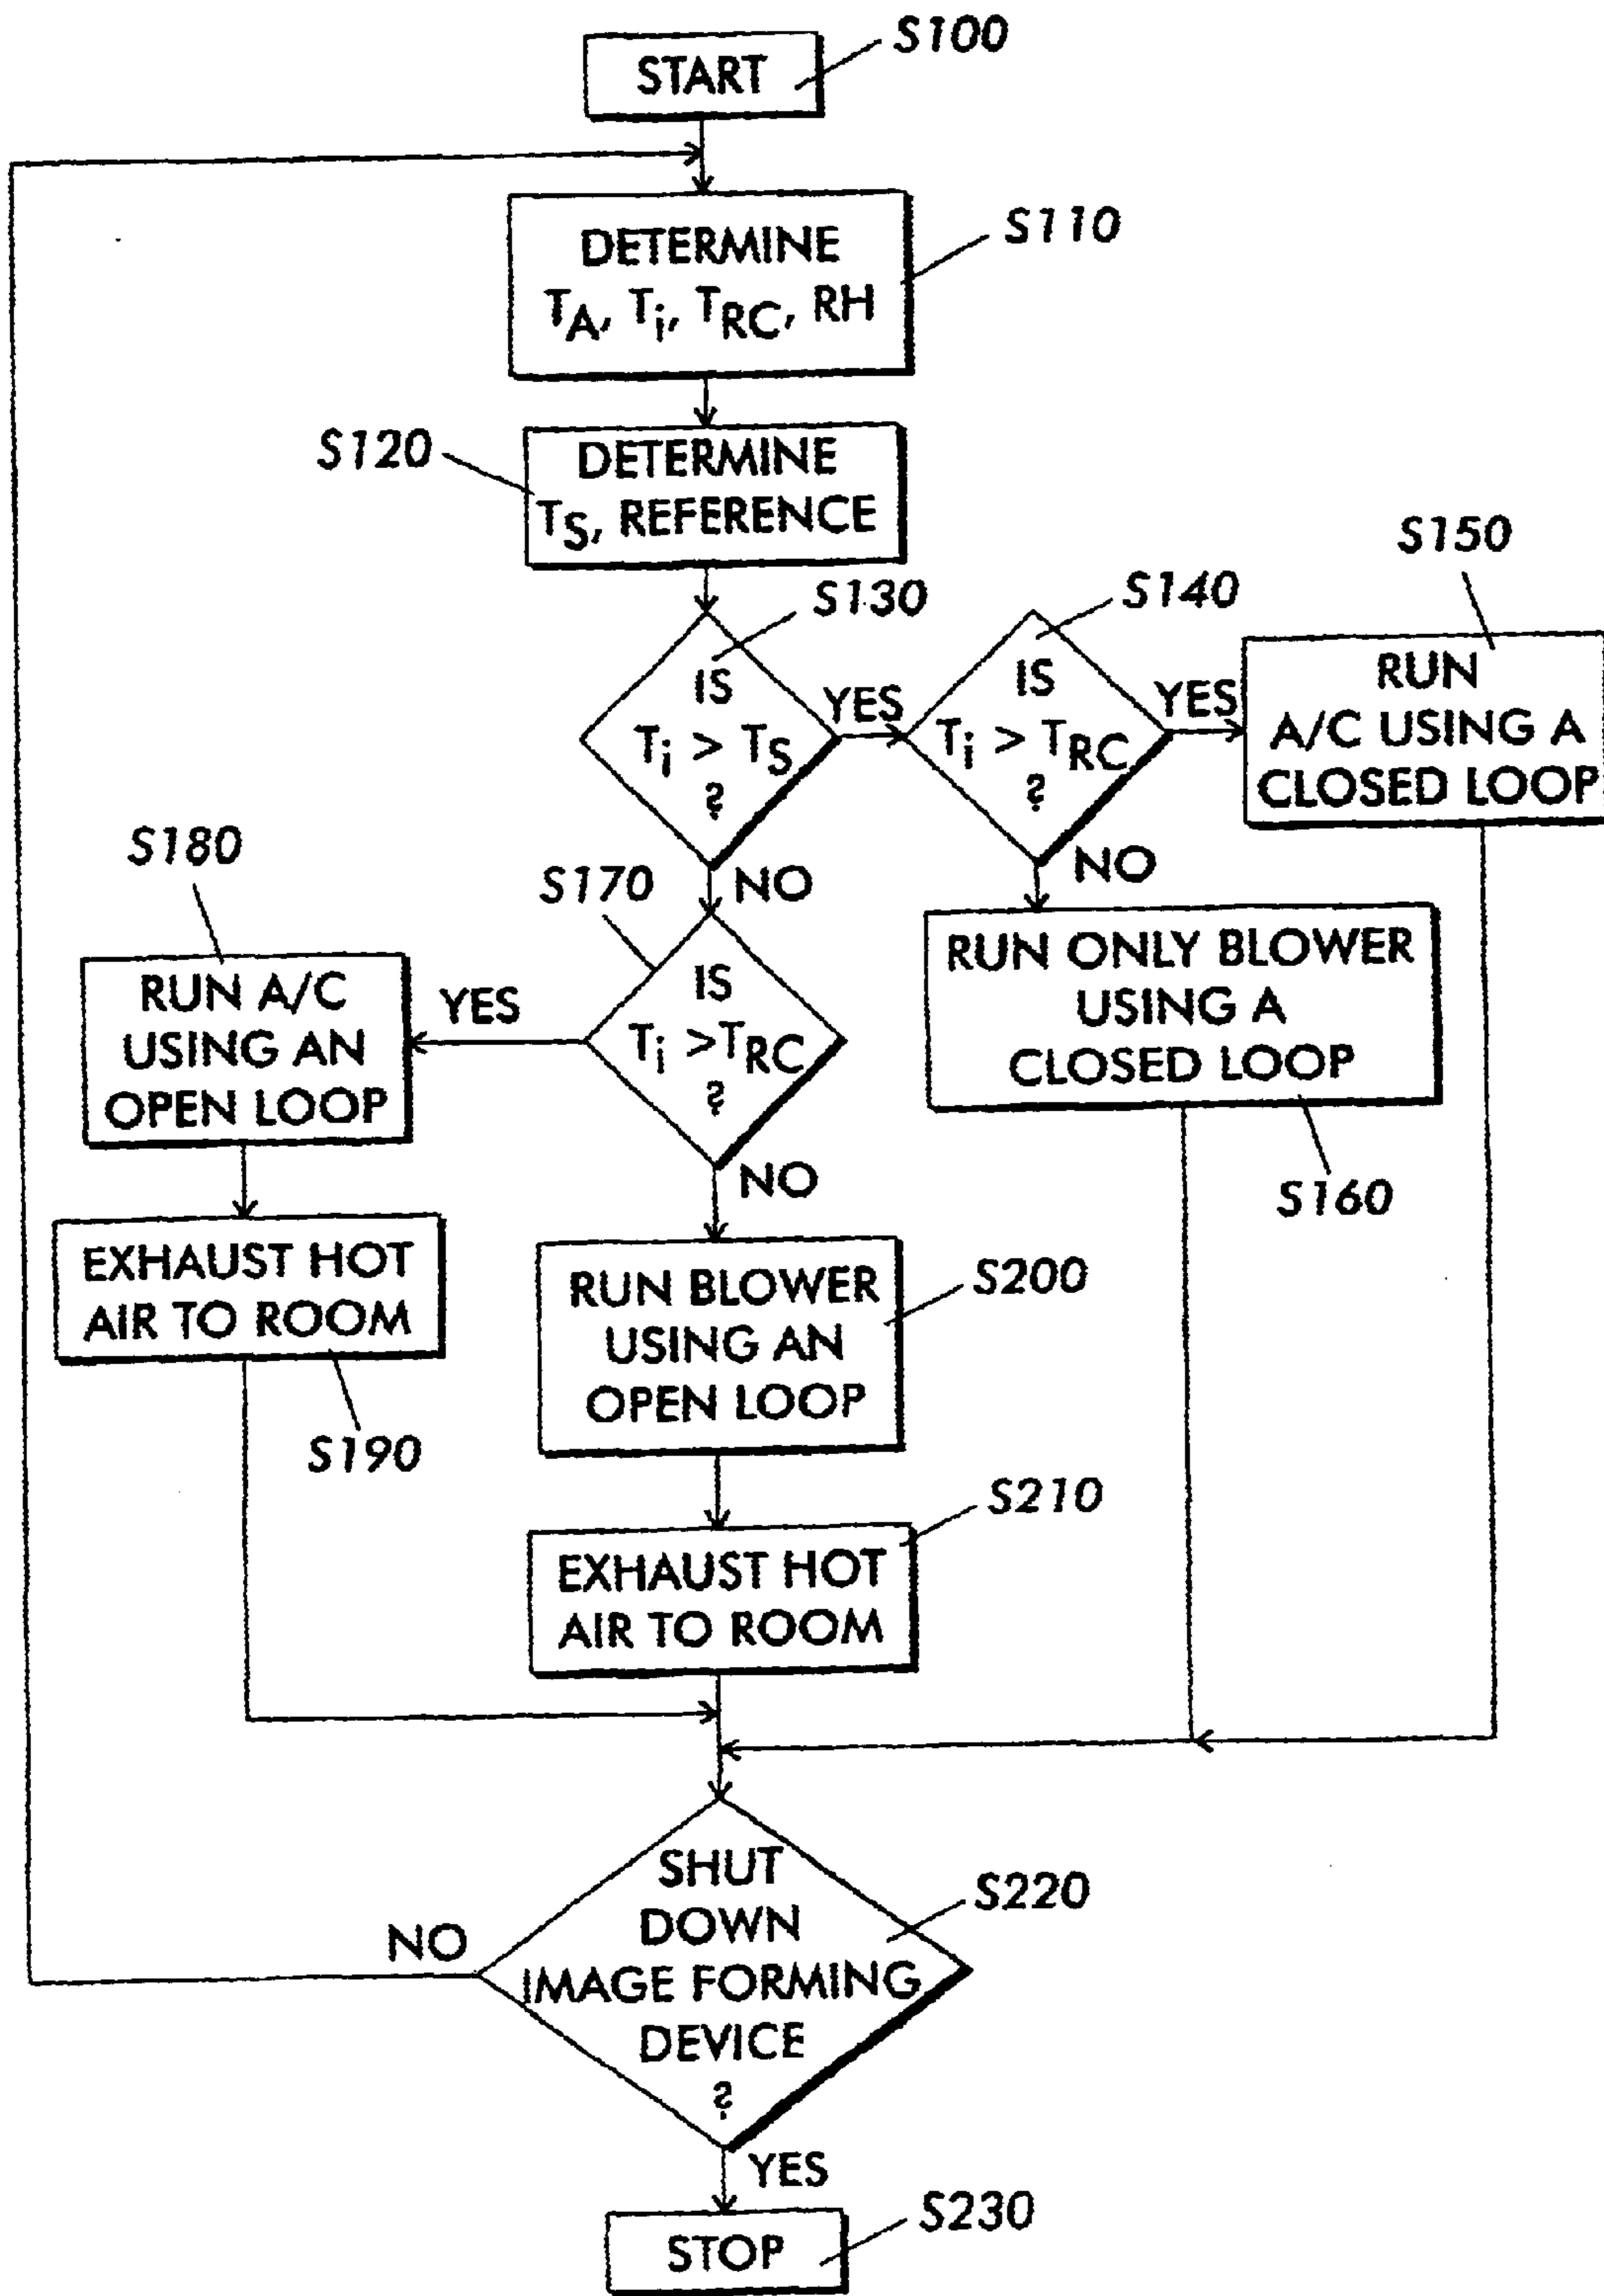 START
S100
DETERMINE
TA, Ti, TRC, RH
S110
S120
DETERMINE
TS, REFERENCE
S130
IS
Ti > TS
?
YES
S140
IS
Ti > TRC
?
YES
S150
RUN
A/C USING A
CLOSED LOOP
NO
NO
S180
RUN A/C
USING AN
OPEN LOOP
YES
S170
IS
Ti >TRC
?
RUN ONLY BLOWER
USING A
CLOSED LOOP
S160
NO
EXHAUST HOT
AIR TO ROOM
S190
RUN BLOWER
USING AN
OPEN LOOP
S200
EXHAUST HOT
AIR TO ROOM
S210
SHUT
DOWN
IMAGE FORMING
DEVICE
?
S220
NO
YES
STOP
S230